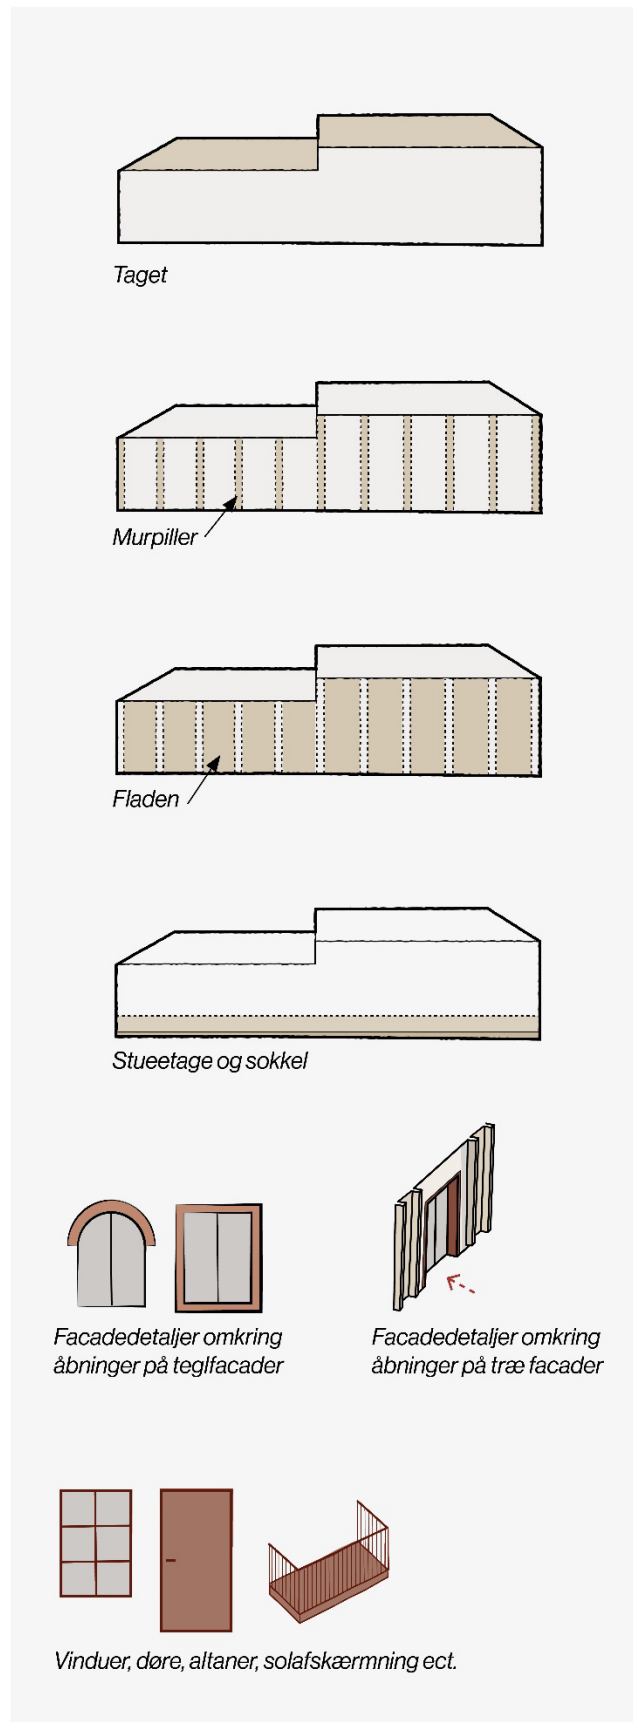 Taget
Murpiller
Fladen
Stueetage og sokkel
Facadedetaljer omkring
åbninger på teglfacader
Facadedetaljer omkring
åbninger på træ facader
Vinduer, døre, altaner, solafskærmning ect.